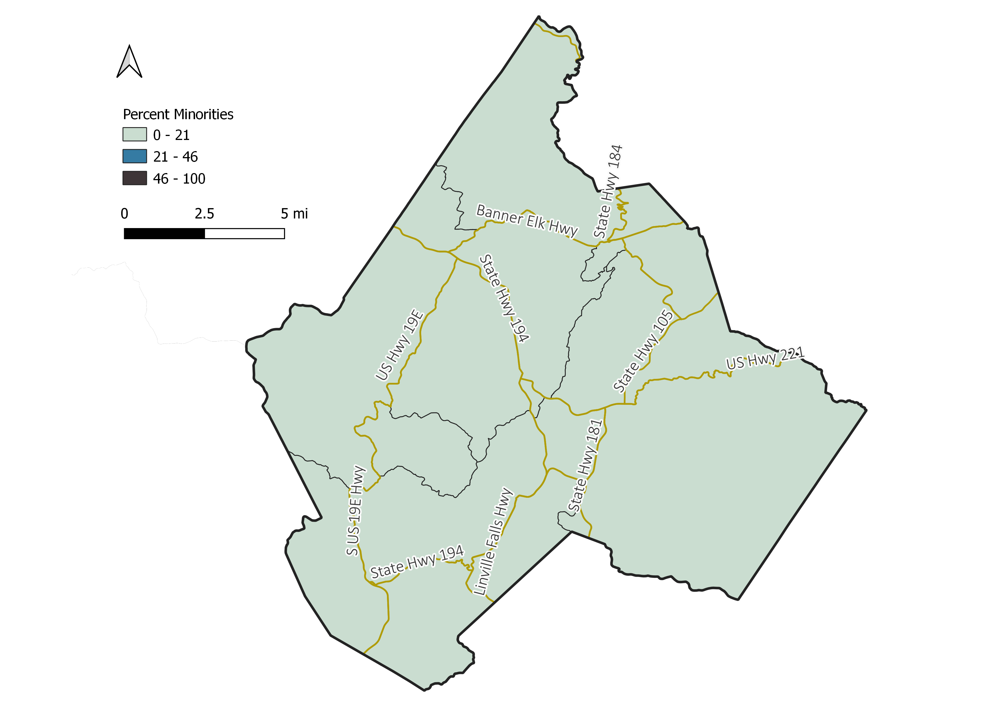 Percent Minorities
0 - 21
21 - 46
46 - 100
0 2.5 5 mi
State Hwy 184
Banner Elk Hwy
State Hwy 194
US Hwy 19E
State Hwy 105
US Hwy 221
State Hwy 181
S US 19E Hwy
Linville Falls Hwy
State Hwy 194